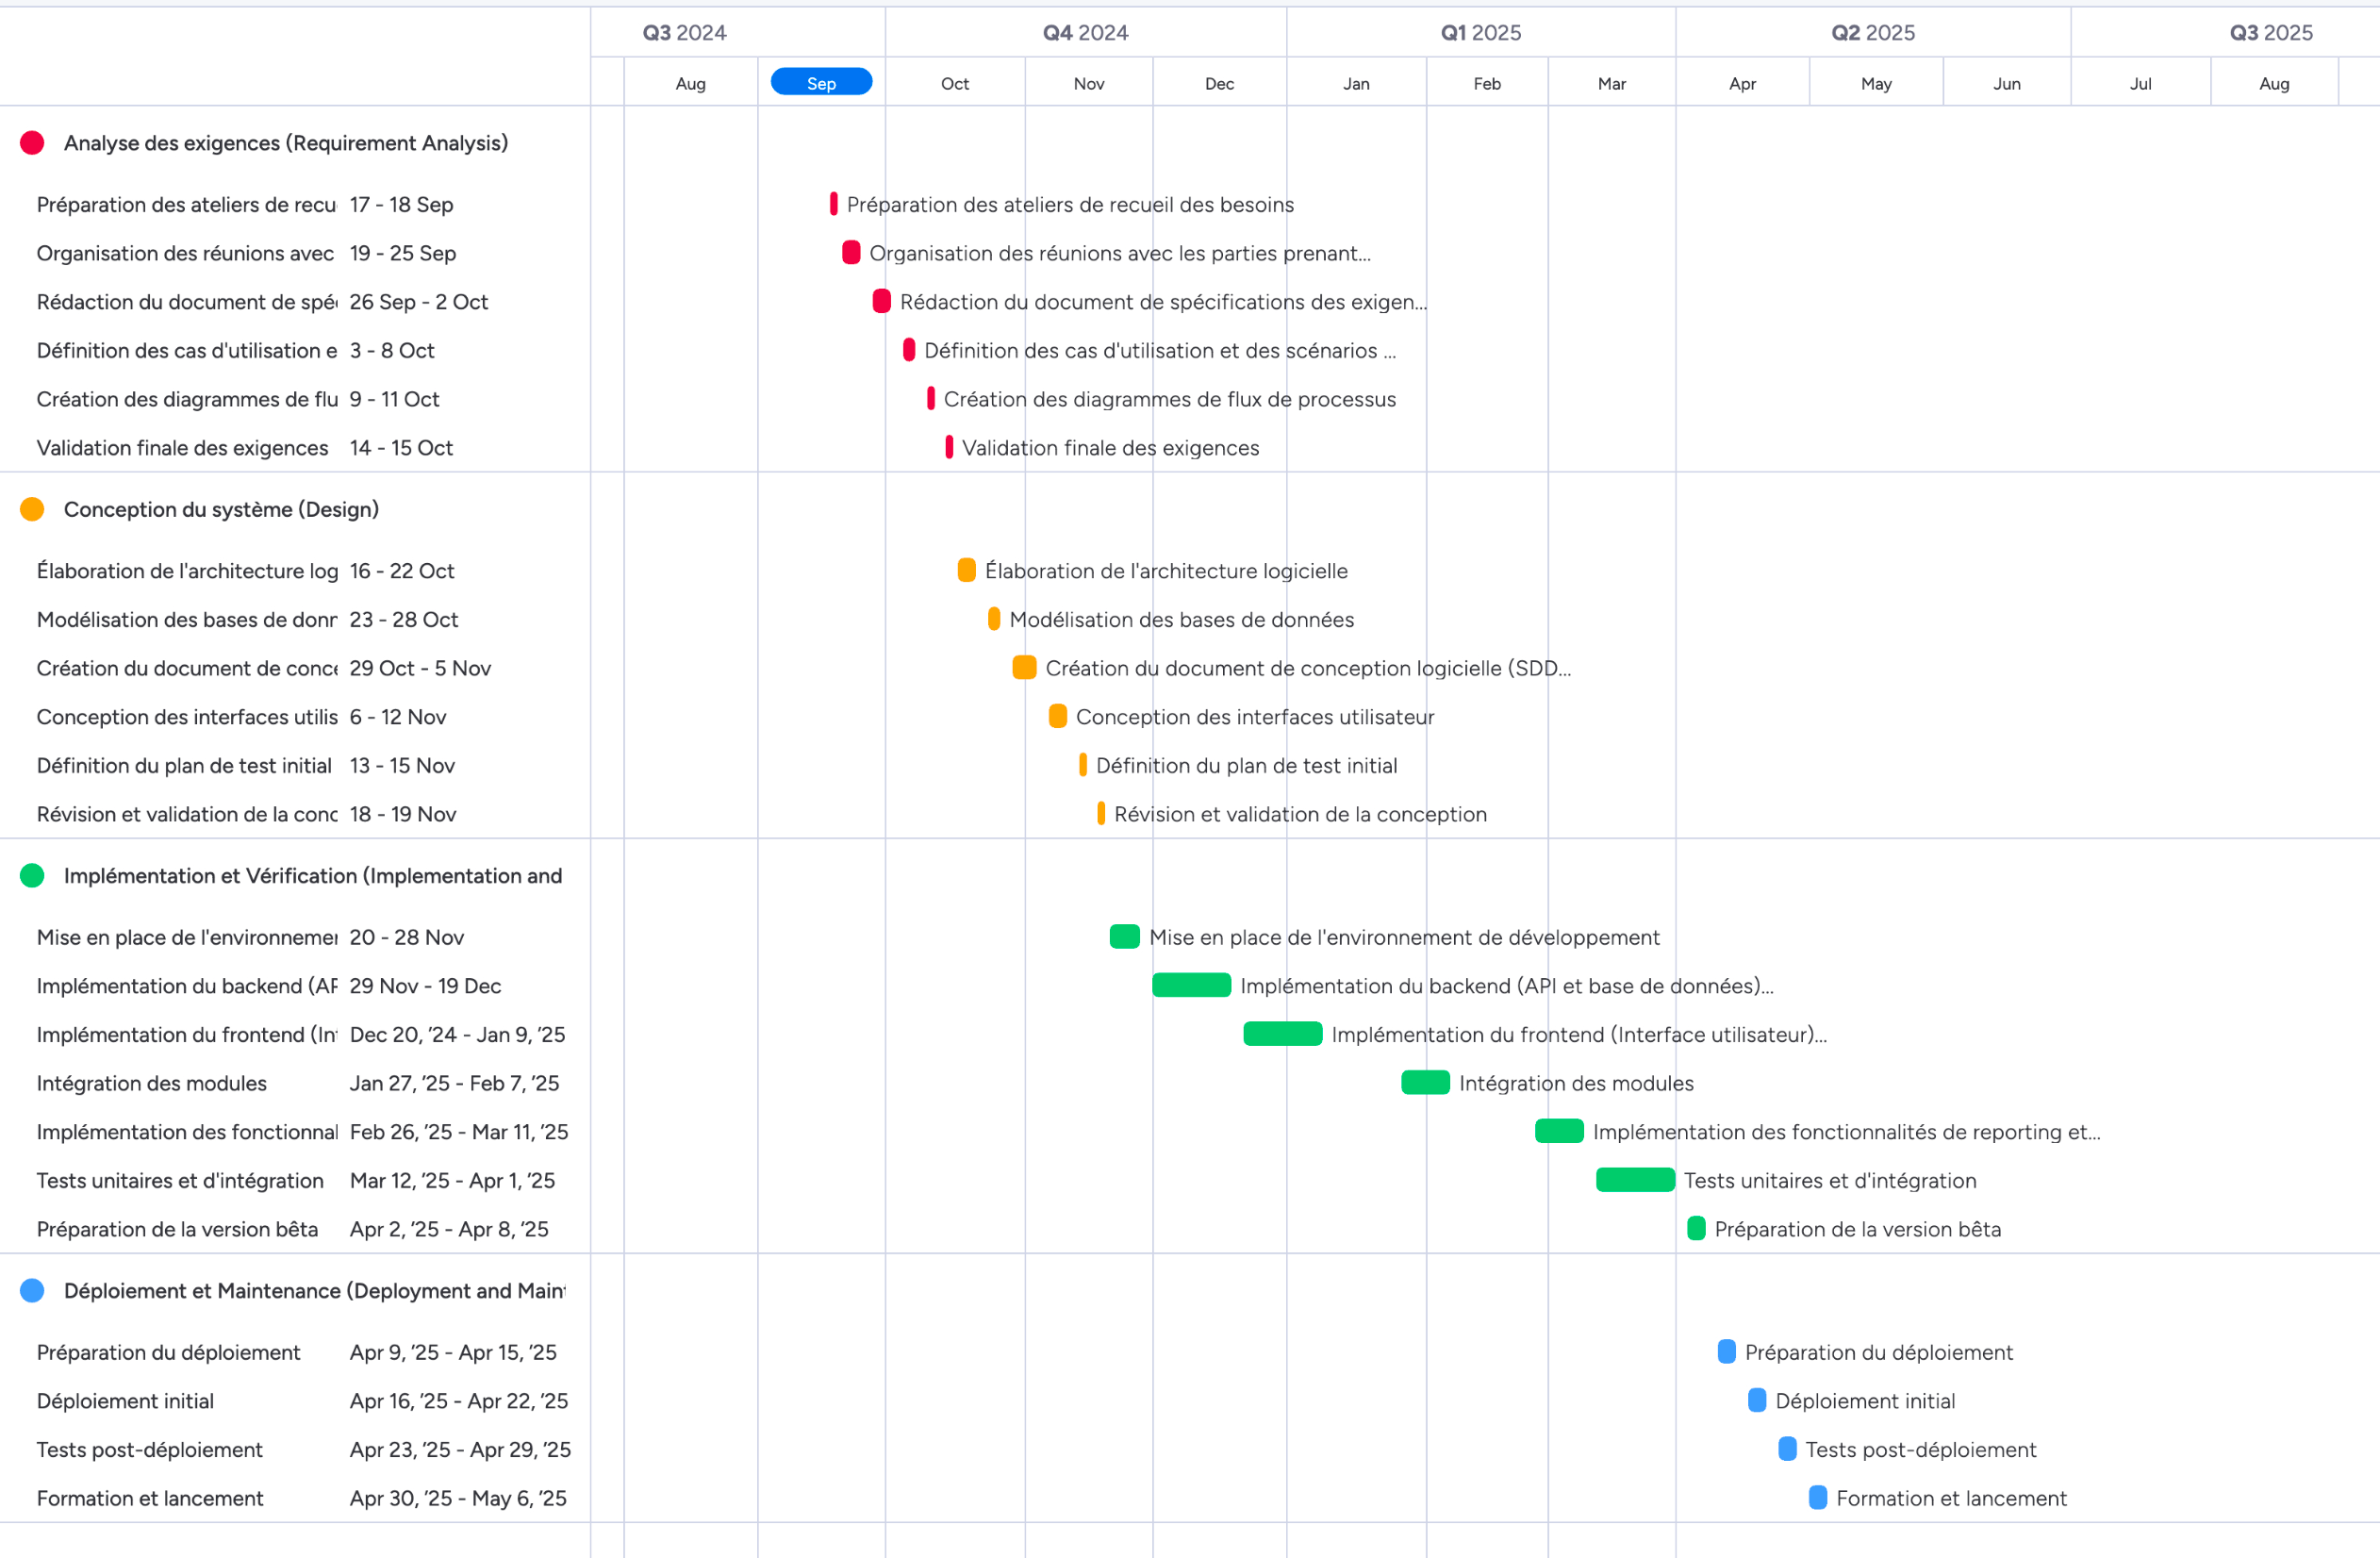 Q3 2024 Q4 2024 Q1 2025 Q2 2025 Q3 2025
Aug Sep Oct Nov Dec Jan Feb Mar Apr May Jun Jul Aug
Analyse des exigences (Requirement Analysis)
Préparation des ateliers de recu 17 - 18 Sep Préparation des ateliers de recueil des besoins
Organisation des réunions avec 19 - 25 Sep Organisation des réunions avec les parties prenant...
Rédaction du document de spé 26 Sep - 2 Oct Rédaction du document de spécifications des exigen...
Définition des cas d'utilisation e 3 - 8 Oct Définition des cas d'utilisation et des scénarios ...
Création des diagrammes de flu 9 - 11 Oct Création des diagrammes de flux de processus
Validation finale des exigences 14 - 15 Oct Validation finale des exigences
Conception du système (Design)
Élaboration de l'architecture log 16 - 22 Oct Élaboration de l'architecture logicielle
Modélisation des bases de donn 23 - 28 Oct Modélisation des bases de données
Création du document de conce 29 Oct - 5 Nov Création du document de conception logicielle (SDD...
Conception des interfaces utilis 6 - 12 Nov Conception des interfaces utilisateur
Définition du plan de test initial 13 - 15 Nov Définition du plan de test initial
Révision et validation de la conc 18 - 19 Nov Révision et validation de la conception
Implémentation et Vérification (Implementation and
Mise en place de l'environnemen 20 - 28 Nov Mise en place de l'environnement de développement
Implémentation du backend (AP 29 Nov - 19 Dec Implémentation du backend (API et base de données)...
Implémentation du frontend (Int Dec 20, '24 - Jan 9, '25 Implémentation du frontend (Interface utilisateur)...
Intégration des modules Jan 27, '25 - Feb 7, '25 Intégration des modules
Implémentation des fonctionnal Feb 26, '25 - Mar 11, '25 Implémentation des fonctionnalités de reporting et...
Tests unitaires et d'intégration Mar 12, '25 - Apr 1, '25 Tests unitaires et d'intégration
Préparation de la version bêta Apr 2, '25 - Apr 8, '25 Préparation de la version bêta
Déploiement et Maintenance (Deployment and Maint
Préparation du déploiement Apr 9, '25 - Apr 15, '25 Préparation du déploiement
Déploiement initial Apr 16, '25 - Apr 22, '25 Déploiement initial
Tests post-déploiement Apr 23, '25 - Apr 29, '25 Tests post-déploiement
Formation et lancement Apr 30, '25 - May 6, '25 Formation et lancement